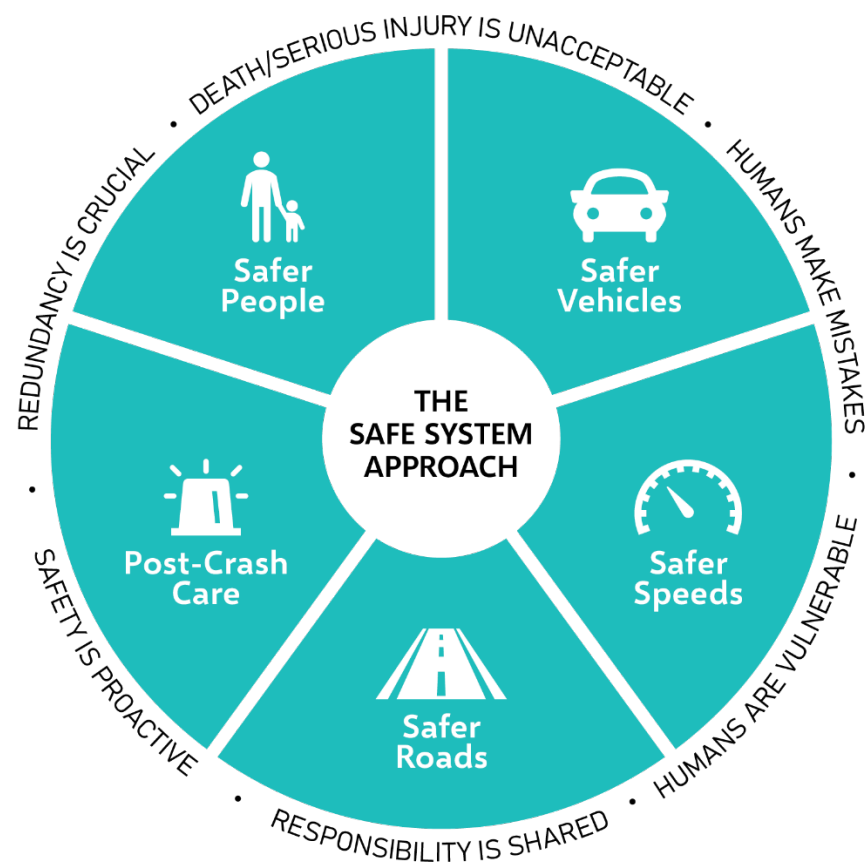 DEATH/SERIOUS INJURY IS UNACCEPTABLE
• HUMANS MAKE MISTAKES
• HUMANS ARE VULNERABLE
• RESPONSIBILITY IS SHARED
• SAFETY IS PROACTIVE
• REDUNDANCY IS CRUCIAL •
Safer
People
Safer
Vehicles
THE
SAFE SYSTEM
APPROACH
Post-Crash
Care
Safer
Speeds
Safer
Roads